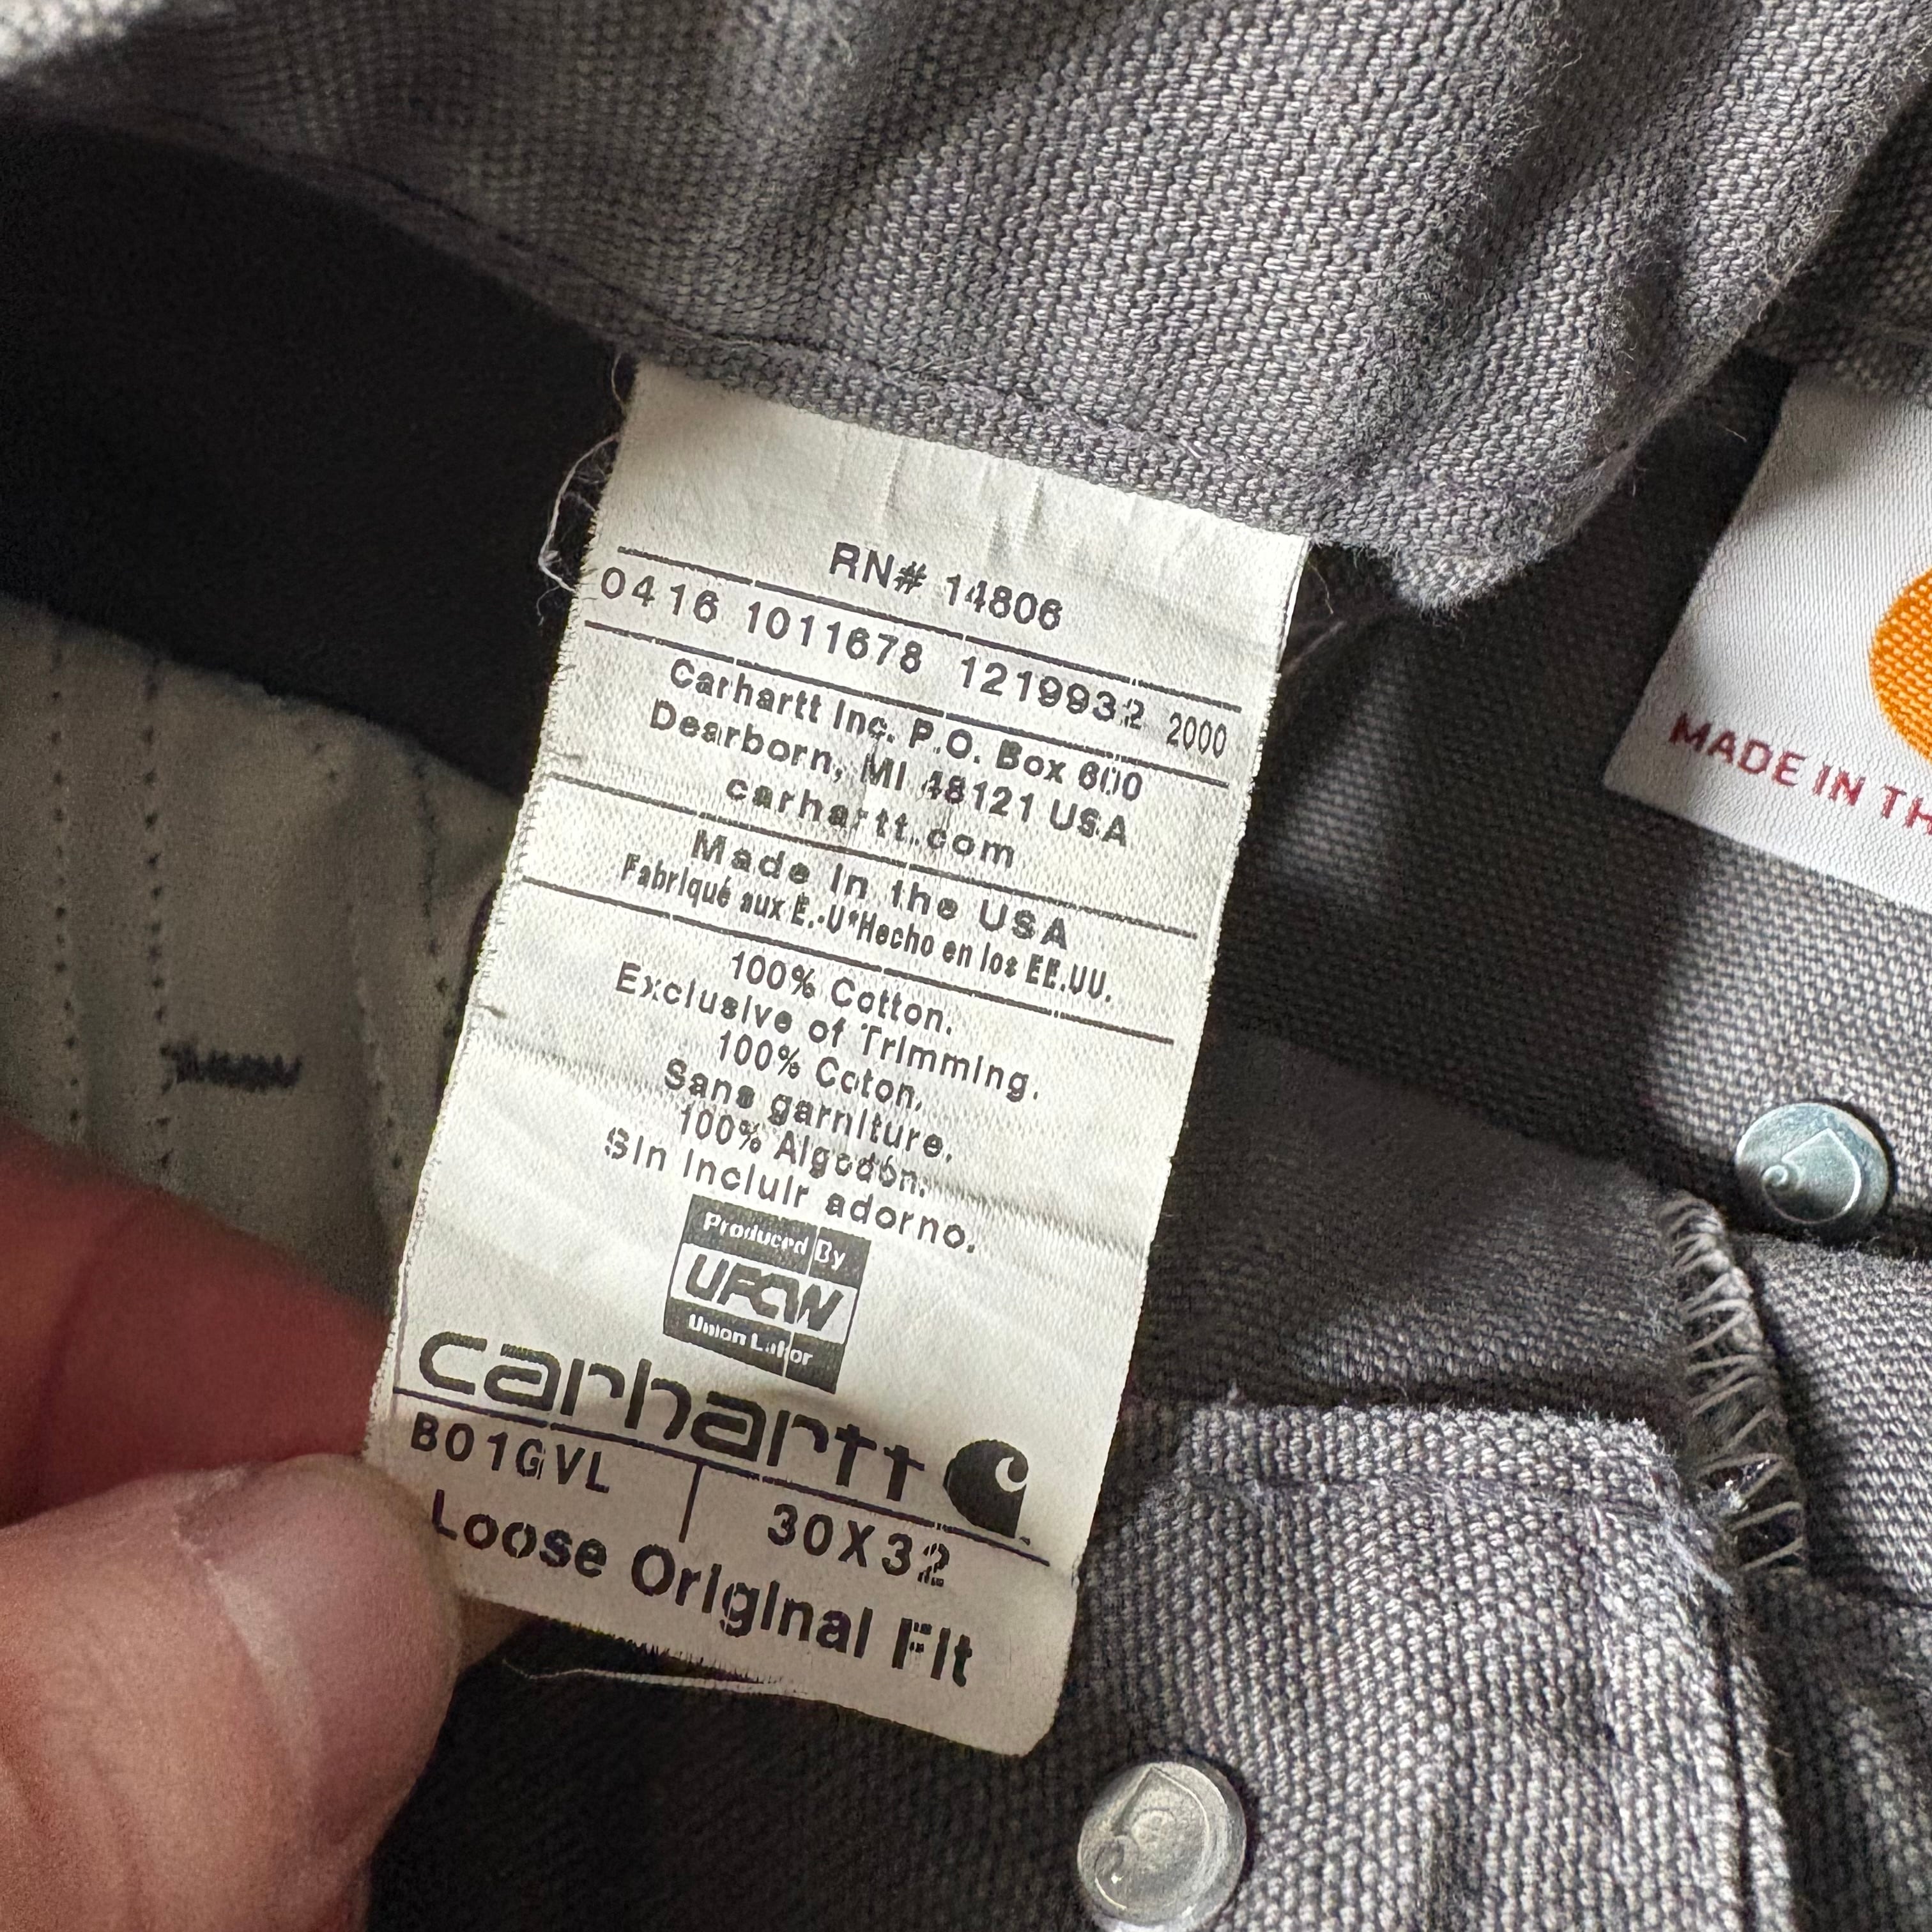 RN# 14806
0416 1011678 1219932 2000
Carhartt Inc. P.O. Box 600
Dearborn, MI 48121 USA
carhartt.com
Made in the USA
Fabriqué aux É.-U*Hecho en los EE.UU.
100% Cotton.
Exclusive of Trimming.
100% Coton.
Sans garniture.
100% Algodón.
Sin incluir adorno.
Produced By
UFCW
Union Labor
carhartt
B01GVL 30X32
Loose Original Fit
MADE IN TH